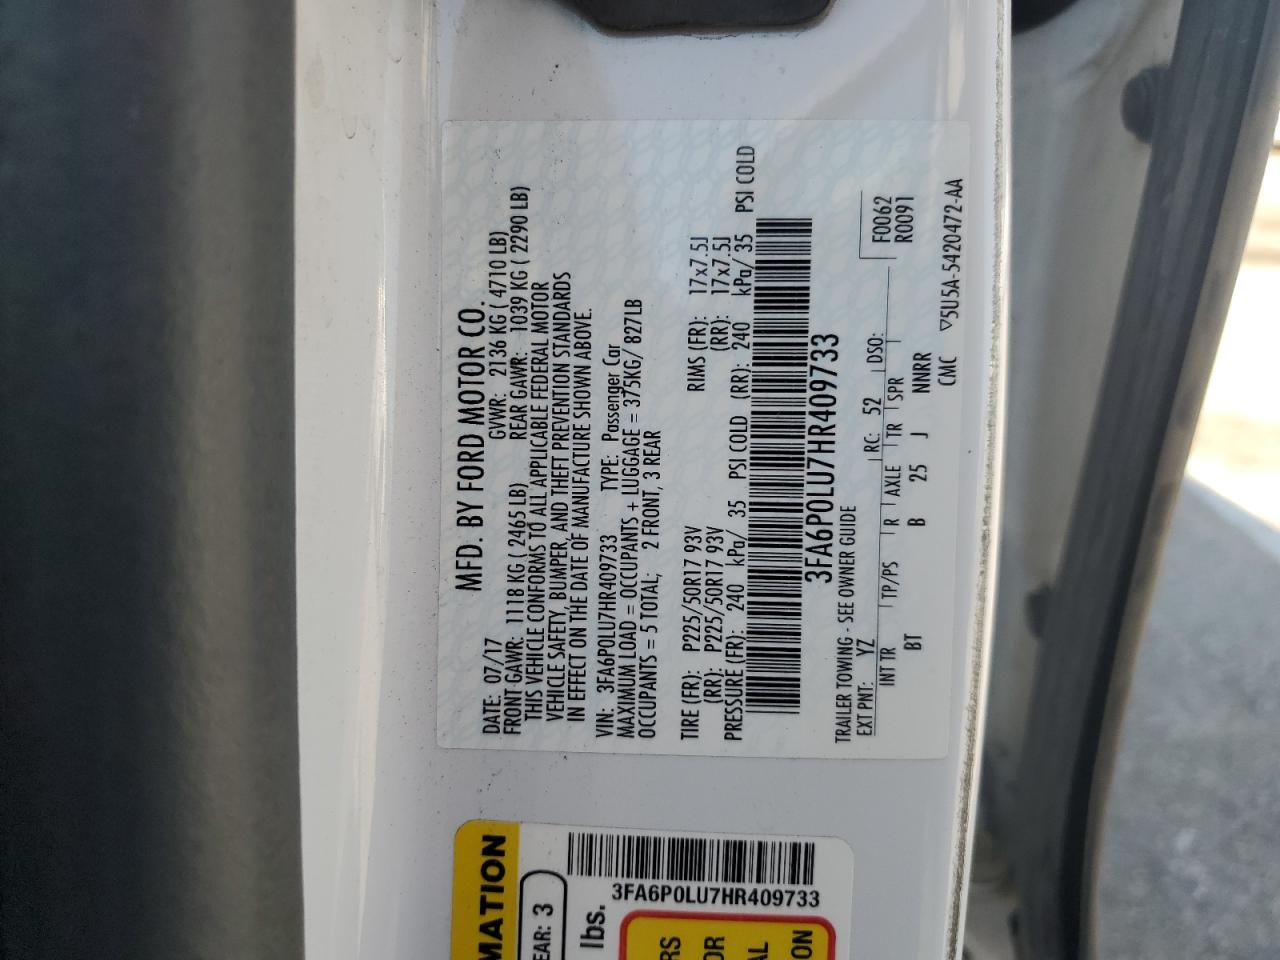 MFD. BY FORD MOTOR CO.
DATE: 07/17 GVWR: 2136 KG ( 4710 LB)
FRONT GAWR: 1118 KG ( 2465 LB) REAR GAWR: 1039 KG ( 2290 LB)
THIS VEHICLE CONFORMS TO ALL APPLICABLE FEDERAL MOTOR
VEHICLE SAFETY, BUMPER, AND THEFT PREVENTION STANDARDS
IN EFFECT ON THE DATE OF MANUFACTURE SHOWN ABOVE.
VIN: 3FA6P0LU7HR409733 TYPE: Passenger Car
MAXIMUM LOAD = OCCUPANTS + LUGGAGE = 375KG/ 827LB
OCCUPANTS = 5 TOTAL; 2 FRONT, 3 REAR
TIRE (FR): P225/50R17 93V RIMS (FR): 17x7.5J
(RR): P225/50R17 93V (RR): 17x7.5J
PRESSURE (FR): 240 kPa/ 35 PSI COLD (RR): 240 kPa/ 35 PSI COLD
3FA6P0LU7HR409733
TRAILER TOWING - SEE OWNER GUIDE
EXT PNT: YZ RC: 52 DSO: F0062
INT TR TP/PS R AXLE TR SPR R0091
BT B 25 J NNRR
CMC ▽5U5A-5420472-AA
MATION
EAR: 3
lbs.
3FA6P0LU7HR409733
RS
OR
AL
ON